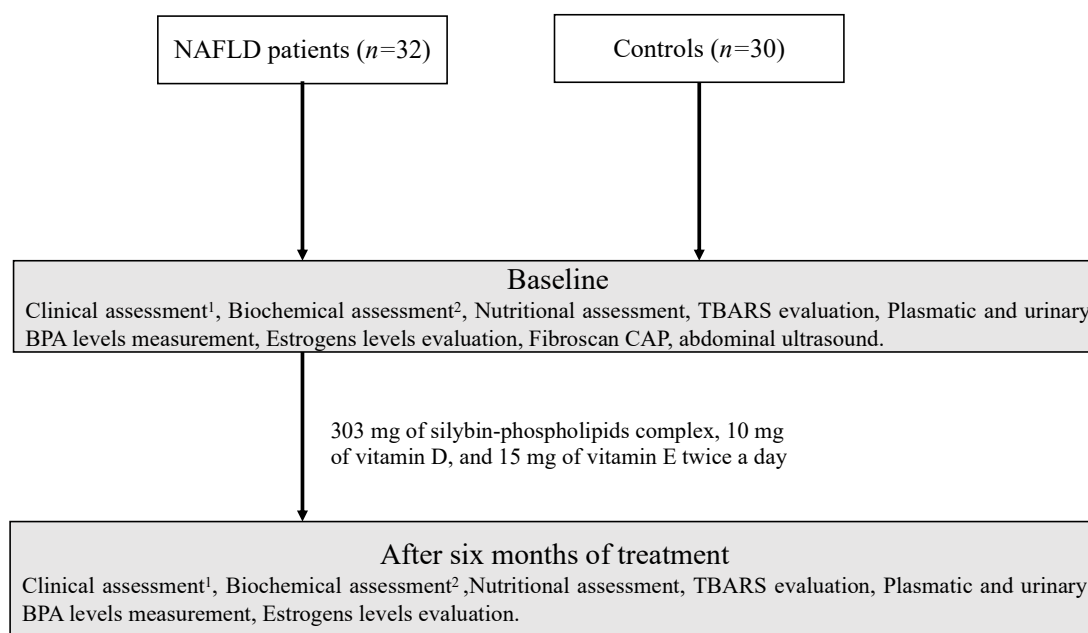 NAFLD patients (n=32)
Controls (n=30)
Baseline
Clinical assessment¹, Biochemical assessment², Nutritional assessment, TBARS evaluation, Plasmatic and urinary
BPA levels measurement, Estrogens levels evaluation, Fibroscan CAP, abdominal ultrasound.
303 mg of silybin-phospholipids complex, 10 mg
of vitamin D, and 15 mg of vitamin E twice a day
After six months of treatment
Clinical assessment¹, Biochemical assessment² ,Nutritional assessment, TBARS evaluation, Plasmatic and urinary
BPA levels measurement, Estrogens levels evaluation.